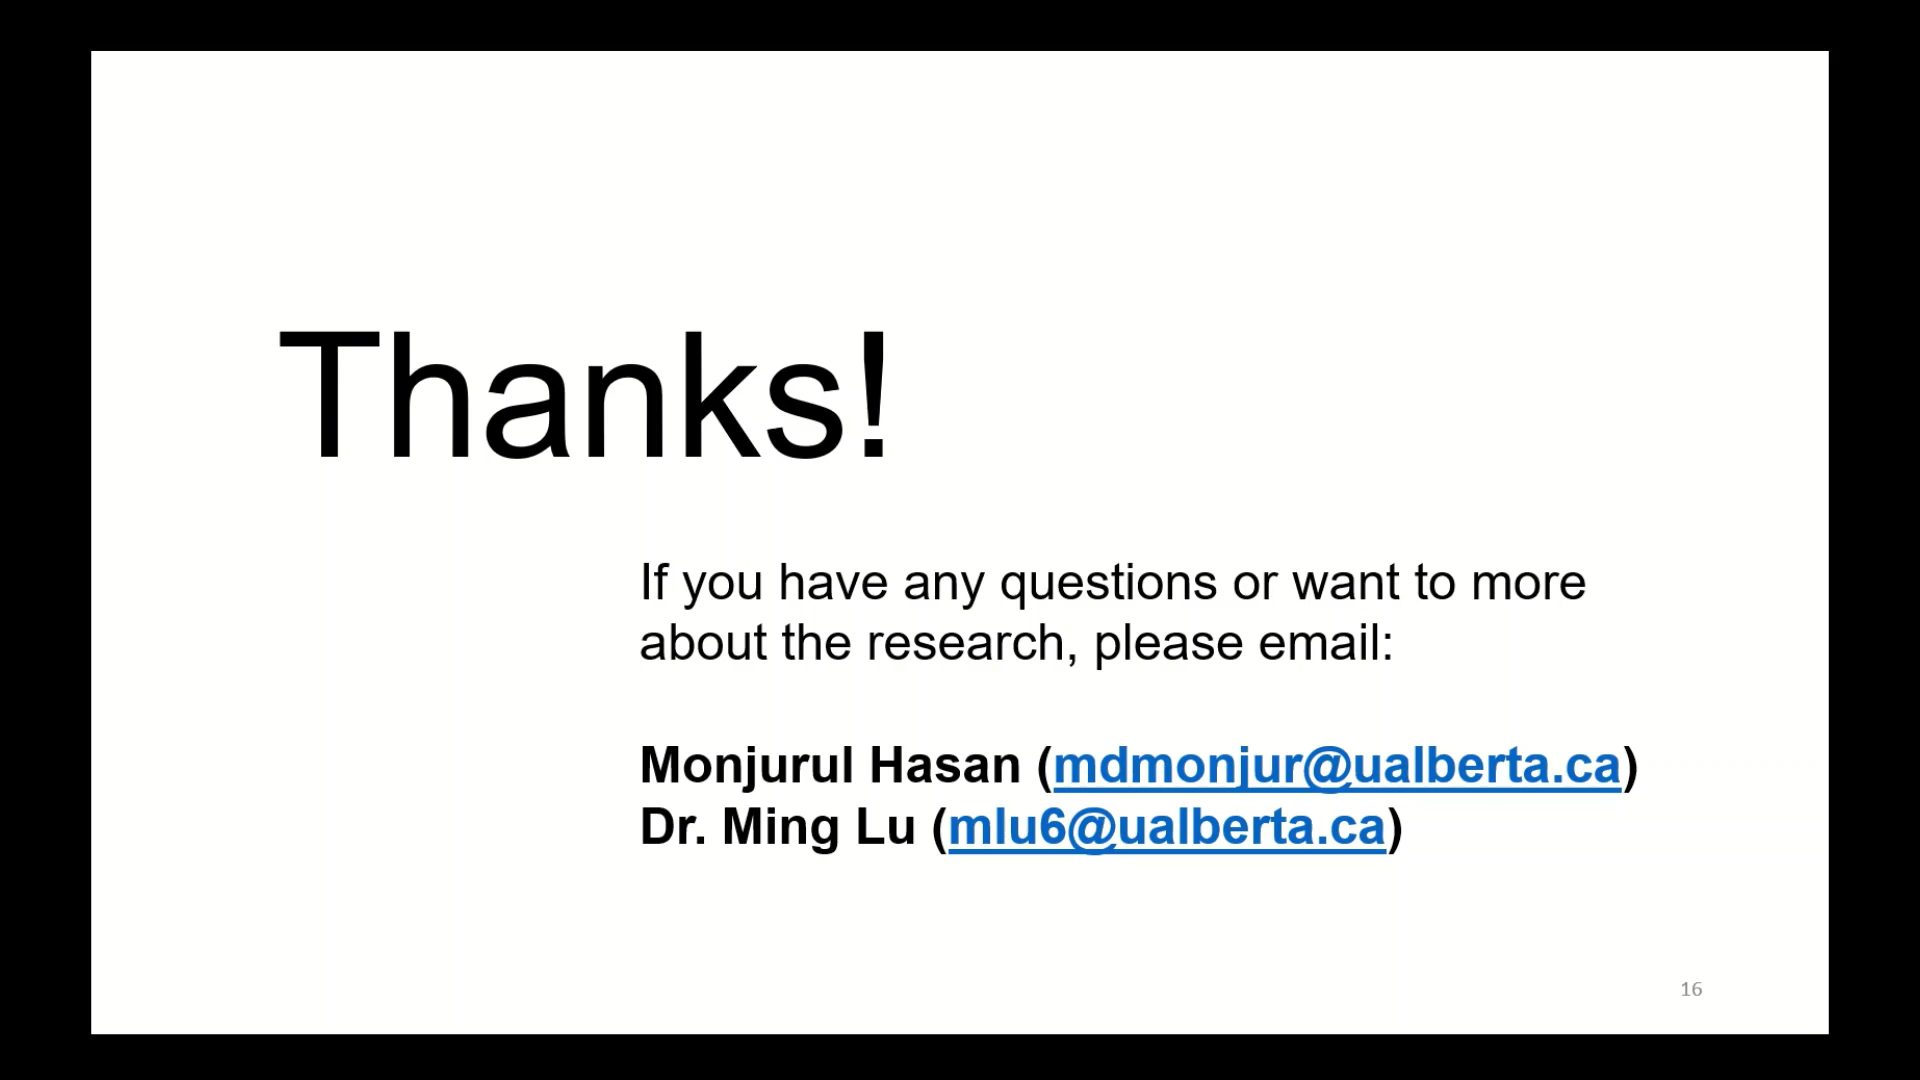 Thanks!
If you have any questions or want to more
about the research, please email:
Monjurul Hasan (mdmonjur@ualberta.ca)
Dr. Ming Lu (mlu6@ualberta.ca)
16